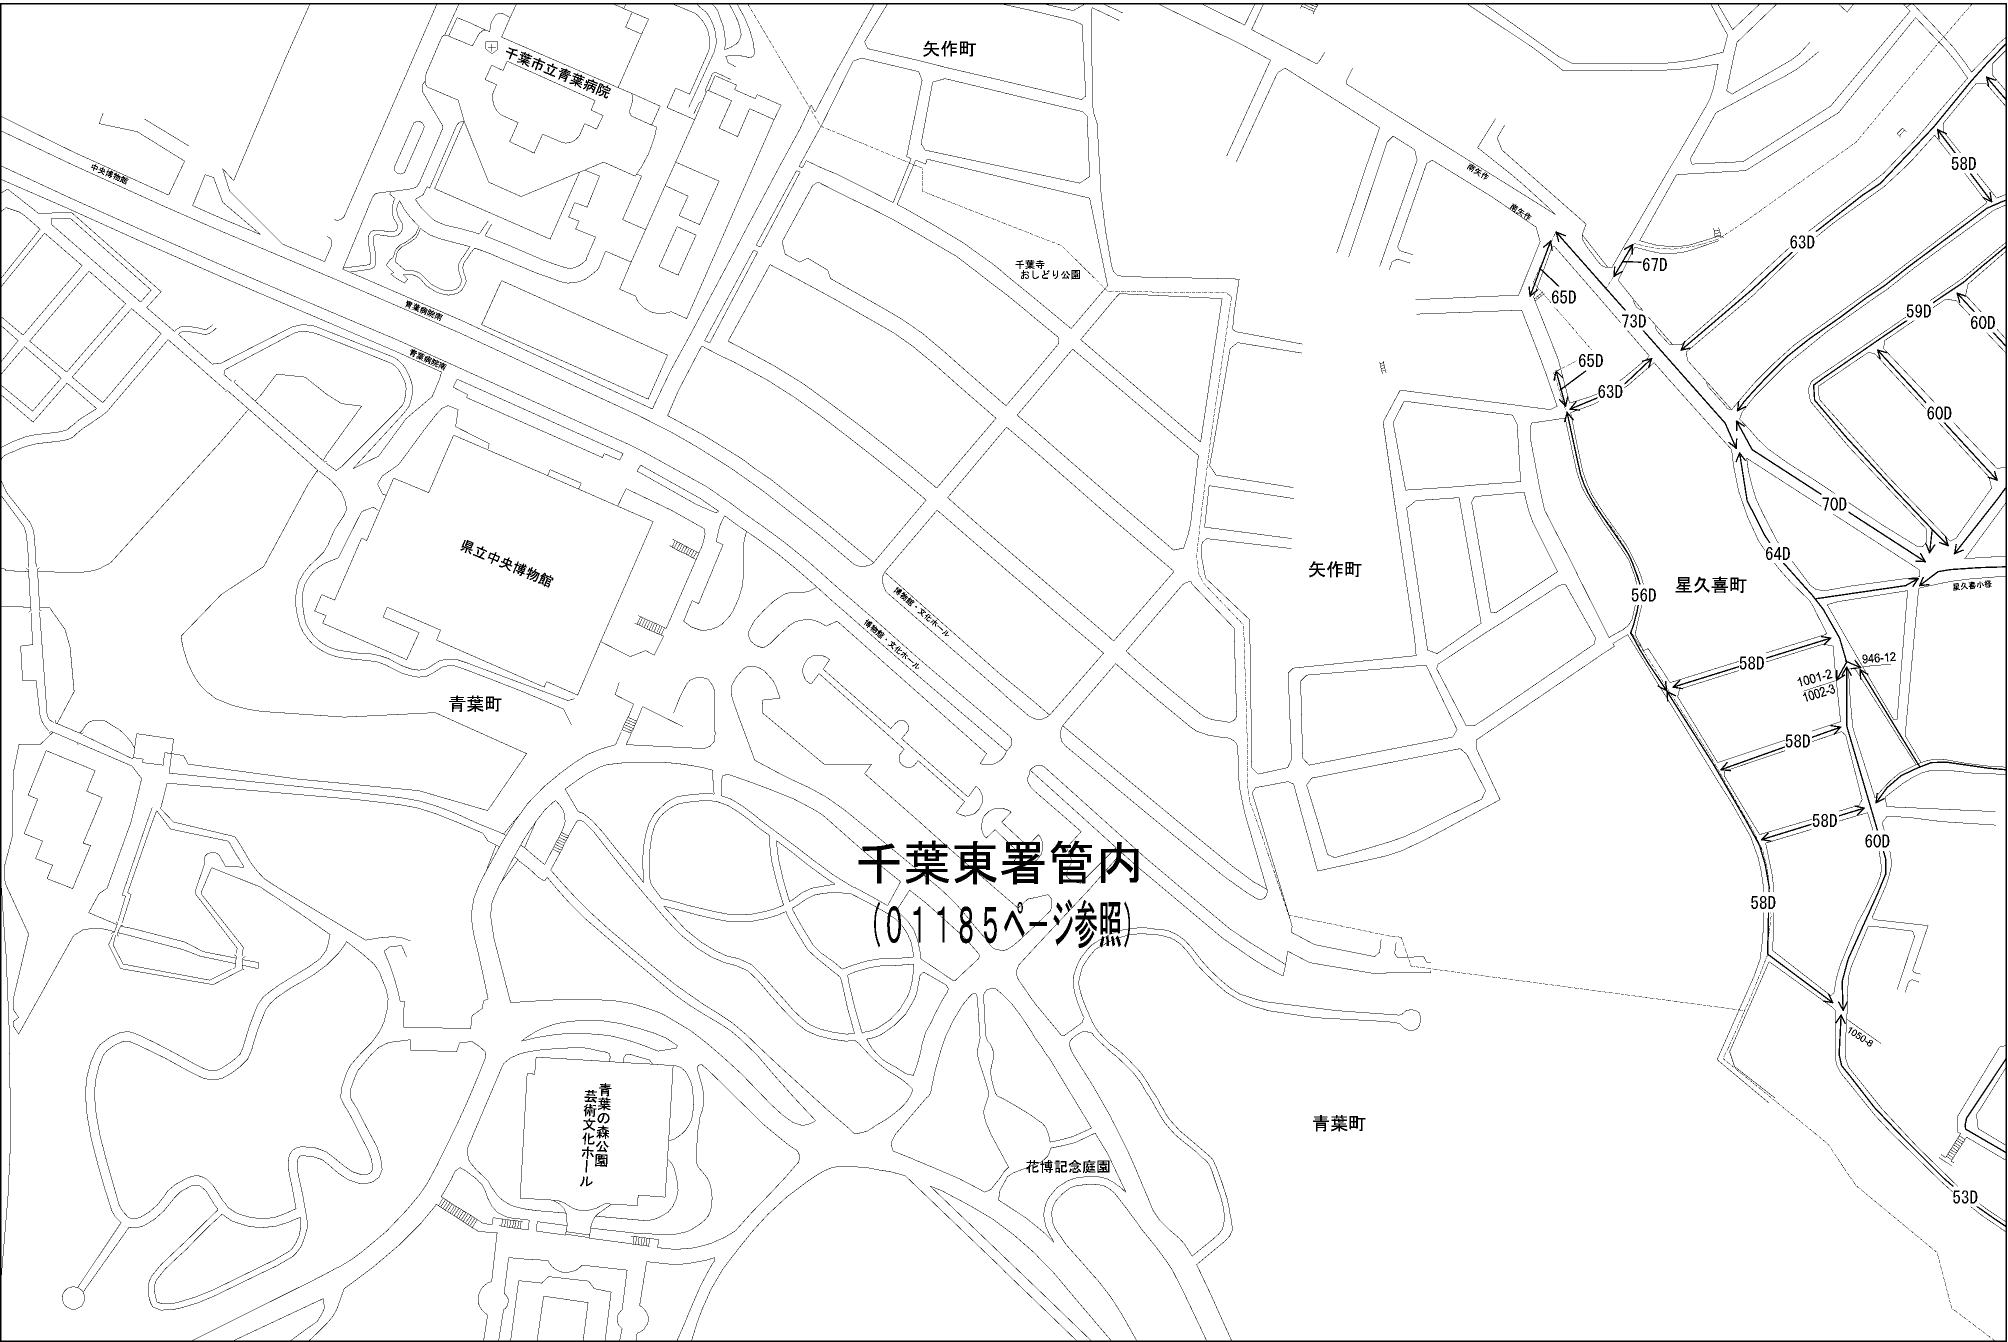 矢作町
千葉市立青葉病院
中央博物館
58D
南矢作
南矢作
63D
67D
千葉寺
おしどり公園
65D
青葉病院南
73D
59D
60D
青葉病院南
65D
63D
60D
70D
県立中央博物館
64D
矢作町
星久喜町
星久喜小極
56D
博物館・文化ホール
博物館・文化ホール
58D
946-12
1001-2
1002-3
青葉町
58D
58D
60D
千葉東署管内
(01185ページ参照)
58D
1050-8
青葉の森公園
芸術文化ホール
青葉町
花博記念庭園
53D